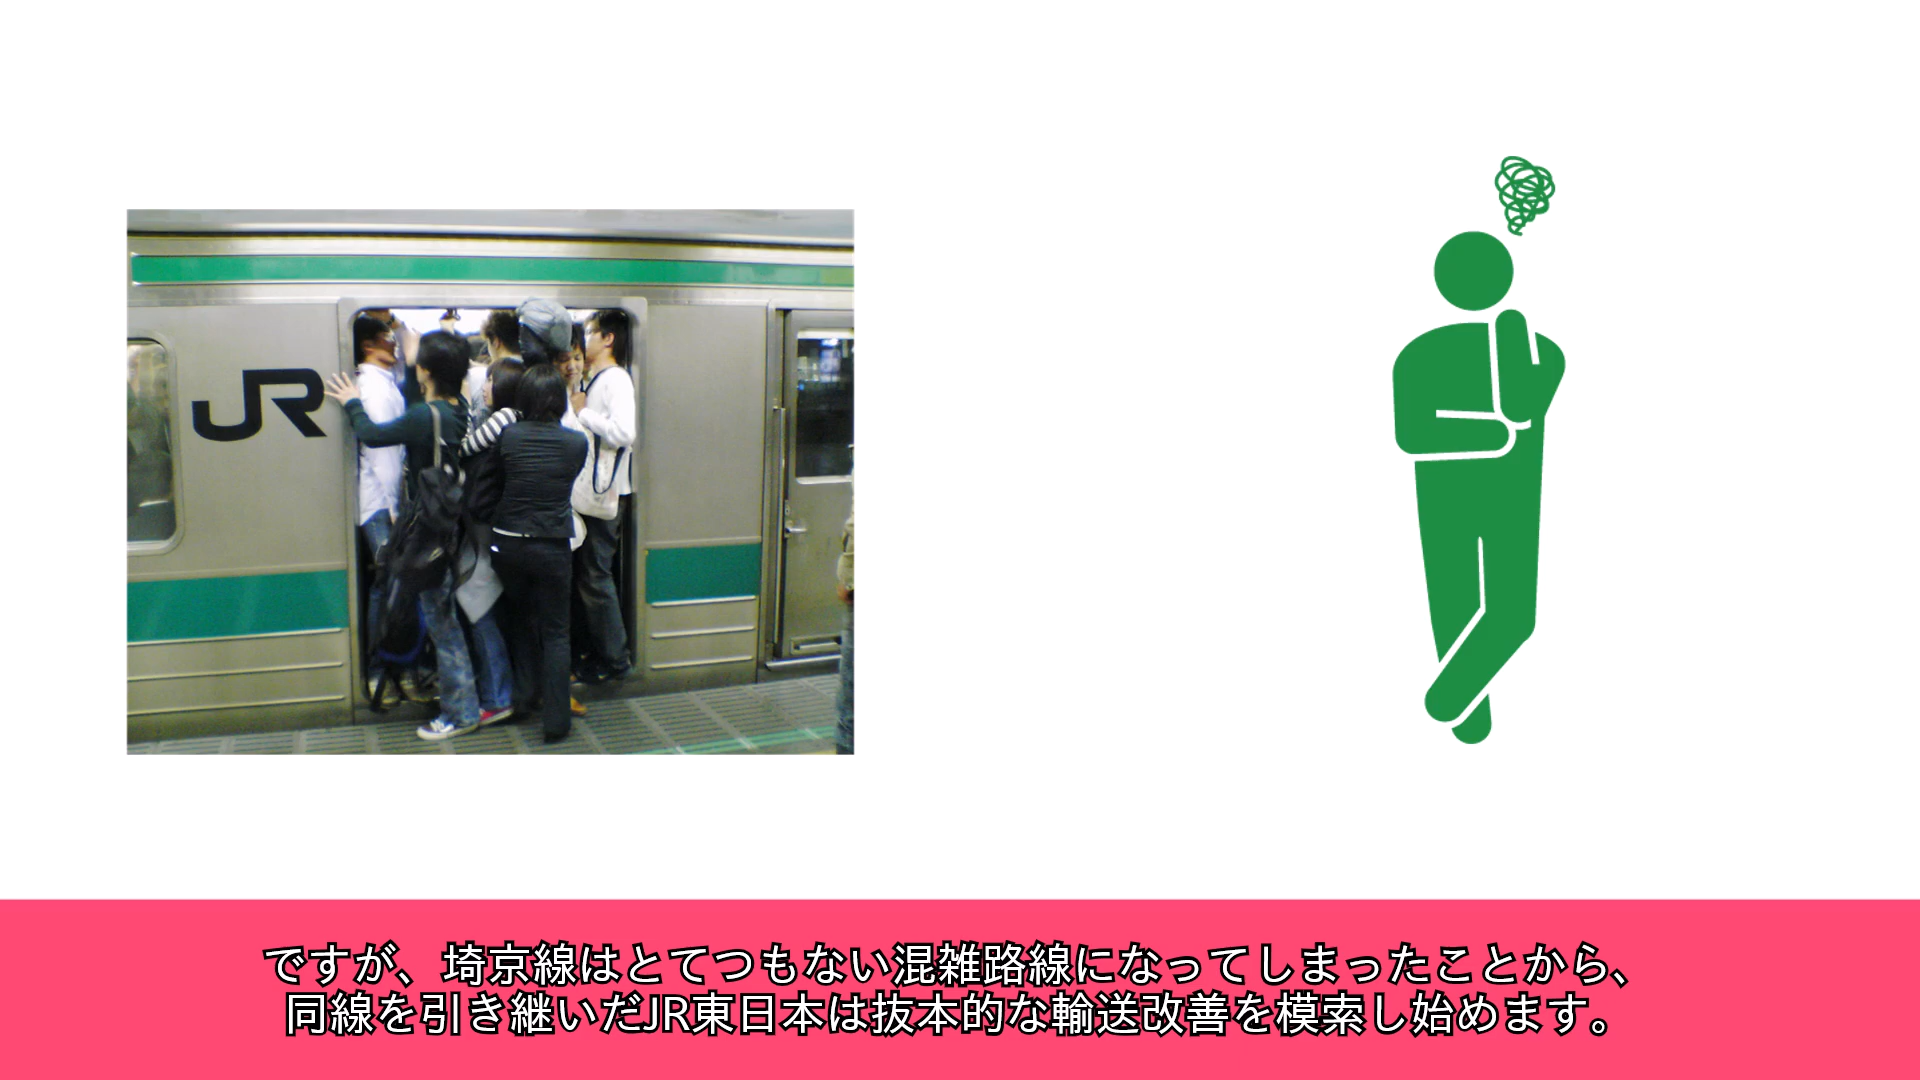 JR
ですが、埼京線はとてつもない混雑路線になってしまったことから、
同線を引き継いだJR東日本は抜本的な輸送改善を模索し始めます。